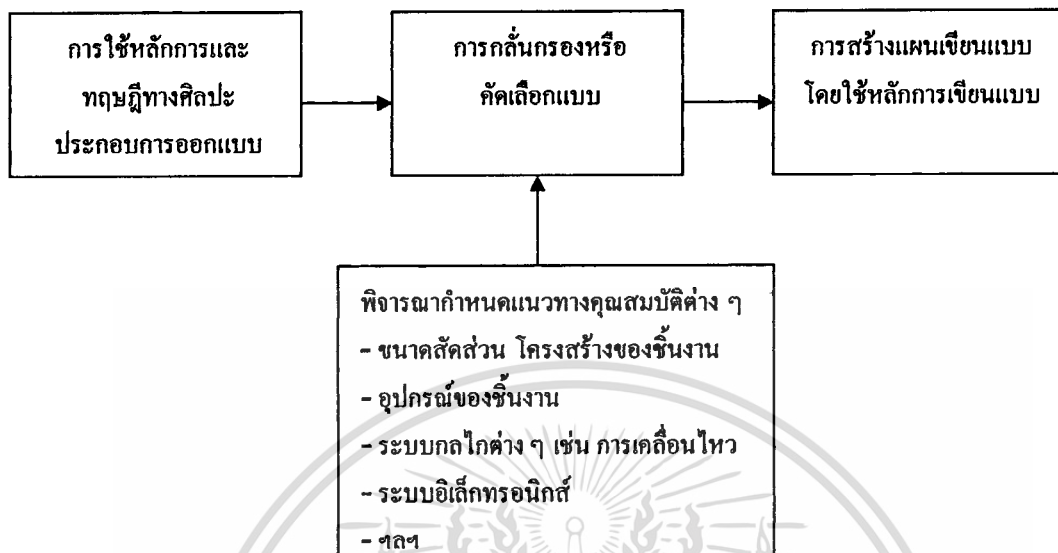 การใช้หลักการและ
ทฤษฎีทางศิลปะ
ประกอบการออกแบบ
การกลั่นกรองหรือ
คัดเลือกแบบ
การสร้างแผนเขียนแบบ
โดยใช้หลักการเขียนแบบ
พิจารณากำหนดแนวทางคุณสมบัติต่าง ๆ
- ขนาดสัดส่วน โครงสร้างของชิ้นงาน
- อุปกรณ์ของชิ้นงาน
- ระบบกลไกต่าง ๆ เช่น การเคลื่อนไหว
- ระบบอิเล็กทรอนิกส์
- ฯลฯ